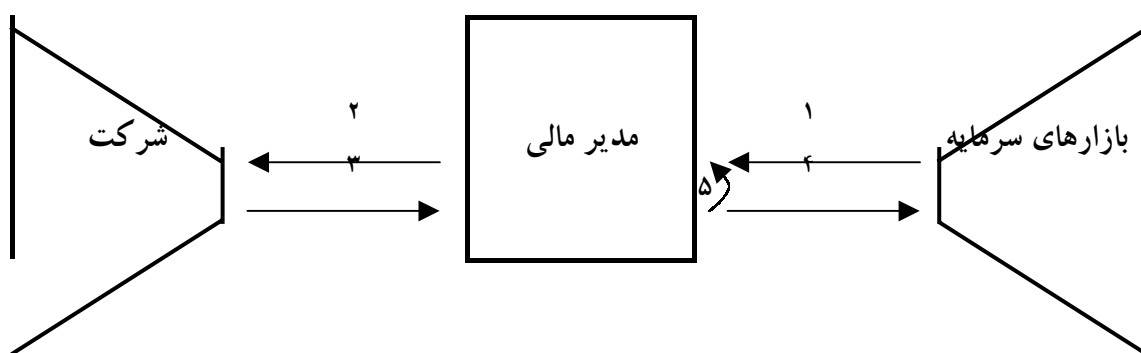 ۱
۲
بازارهای سرمایه
مدیر مالی
شرکت
۴
۳
۵